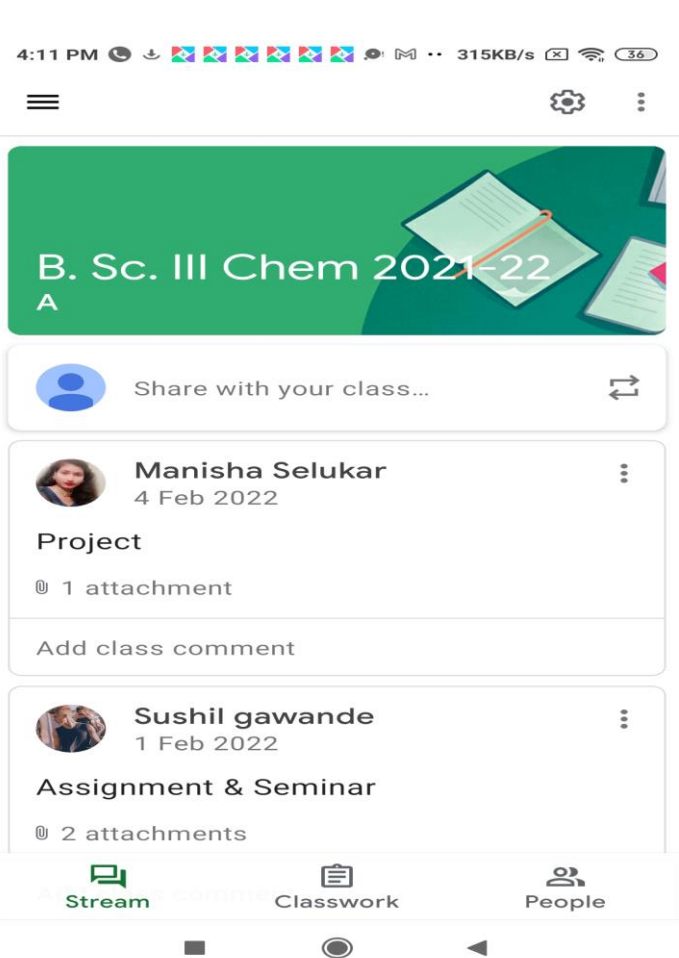 4:11 PM 315KB/s 36
B. Sc. III Chem 2021-22
A
Share with your class...
Manisha Selukar
4 Feb 2022
Project
1 attachment
Add class comment
Sushil gawande
1 Feb 2022
Assignment & Seminar
2 attachments
Stream Classwork People